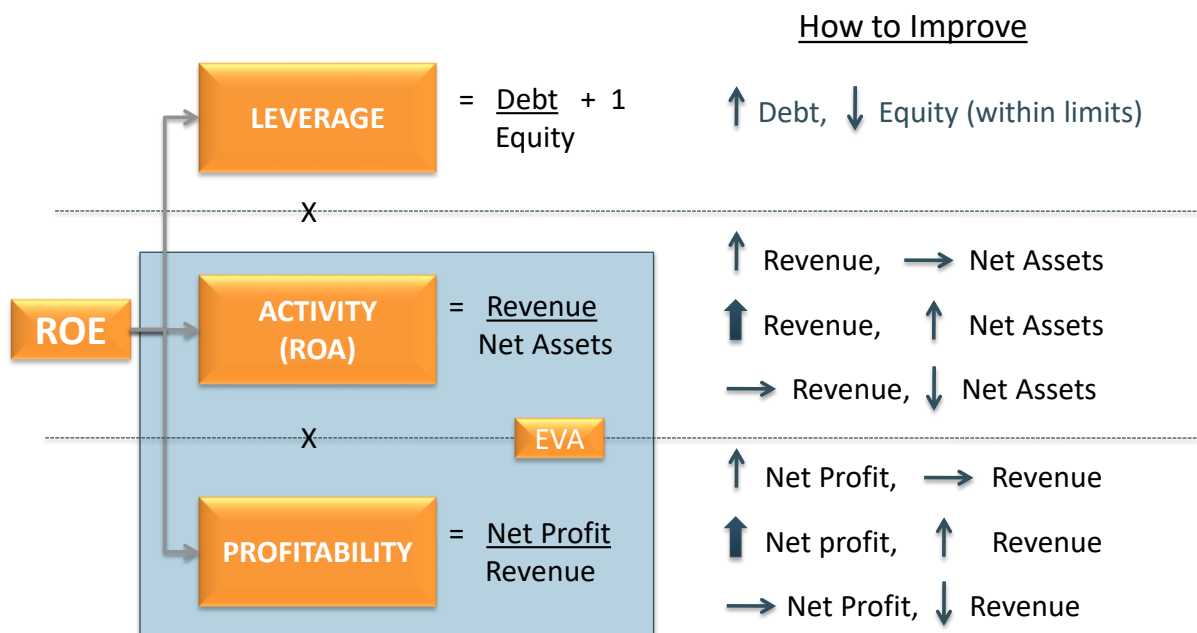 How to Improve
LEVERAGE
= Debt + 1
Equity
↑ Debt, ↓ Equity (within limits)
X
ROE
ACTIVITY
(ROA)
= Revenue
Net Assets
↑ Revenue, → Net Assets
⬆ Revenue, ↑ Net Assets
→ Revenue, ↓ Net Assets
X
EVA
PROFITABILITY
= Net Profit
Revenue
↑ Net Profit, → Revenue
⬆ Net profit, ↑ Revenue
→ Net Profit, ↓ Revenue